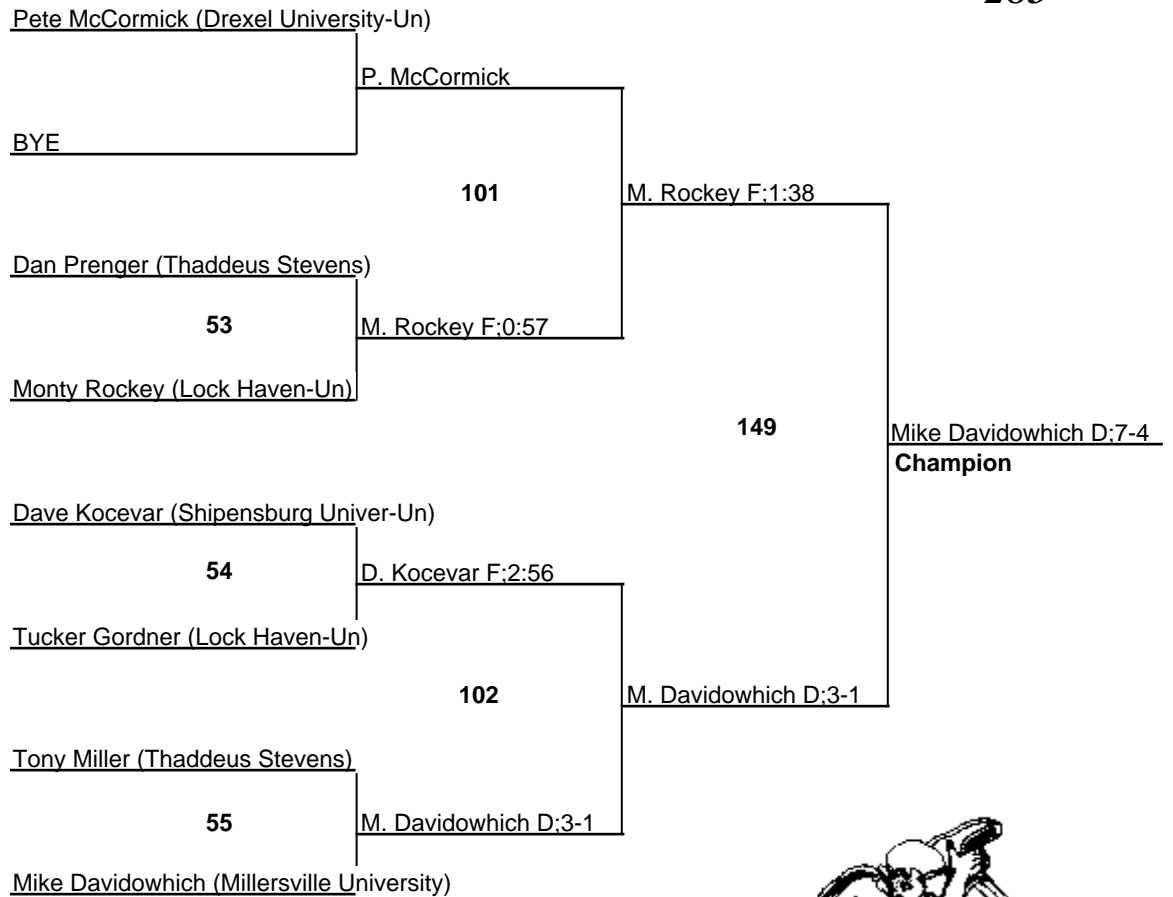 Pete McCormick (Drexel University-Un)
P. McCormick
BYE
101
M. Rockey F;1:38
Dan Prenger (Thaddeus Stevens)
53
M. Rockey F;0:57
Monty Rockey (Lock Haven-Un)
149
Mike Davidowhich D;7-4
Champion
Dave Kocevar (Shipensburg Univer-Un)
54
D. Kocevar F;2:56
Tucker Gordner (Lock Haven-Un)
102
M. Davidowhich D;3-1
Tony Miller (Thaddeus Stevens)
55
M. Davidowhich D;3-1
Mike Davidowhich (Millersville University)